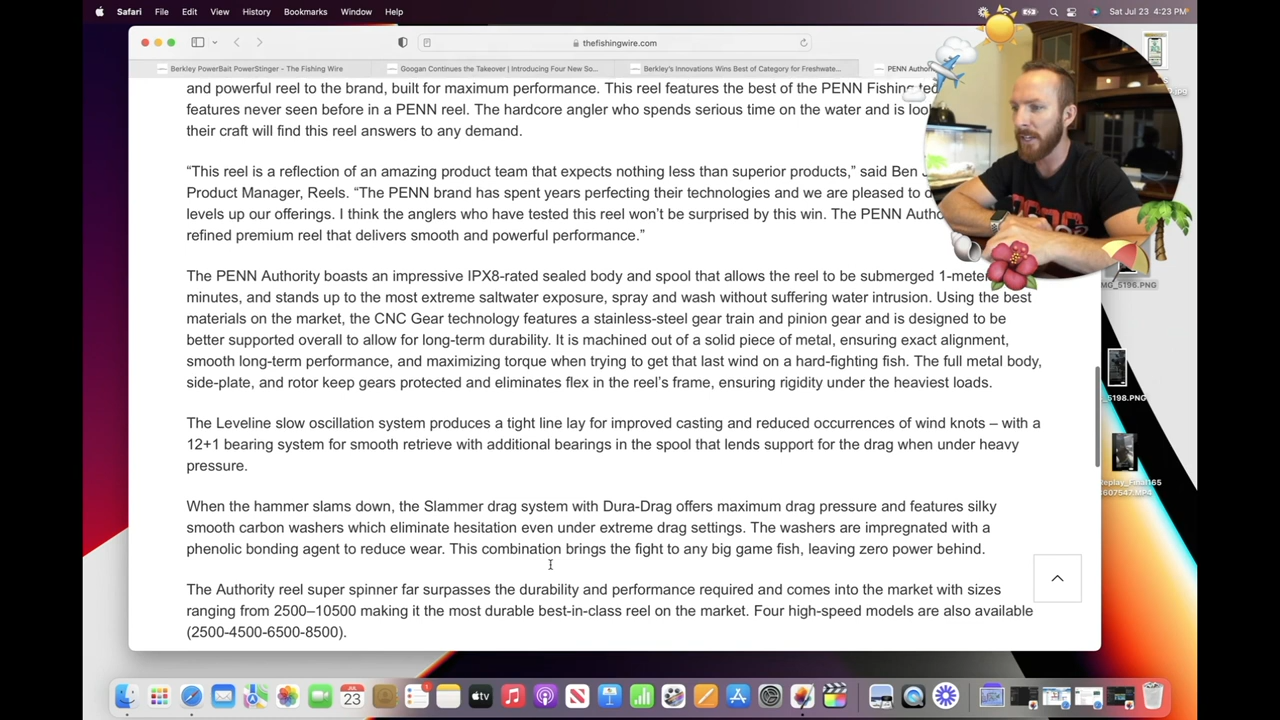 Safari File Edit View History Bookmarks Window Help
Sat Jul 23 4:23 PM
thefishingwire.com
Berkley PowerBait PowerStinger - The Fishing Wire
Googan Continues the Takeover | Introducing Four New So...
Berkley's Innovations Wins Best of Category for Freshwate...
PENN
and powerful reel to the brand, built for maximum performance. This reel features the best of the PENN Fishing
features never seen before in a PENN reel. The hardcore angler who spends serious time on the water and is
their craft will find this reel answers to any demand.
“This reel is a reflection of an amazing product team that expects nothing less than superior products,” said Ben
Product Manager, Reels. “The PENN brand has spent years perfecting their technologies and we are pleased to
levels up our offerings. I think the anglers who have tested this reel won’t be surprised by this win. The PENN
refined premium reel that delivers smooth and powerful performance.”
The PENN Authority boasts an impressive IPX8-rated sealed body and spool that allows the reel to be submerged
minutes, and stands up to the most extreme saltwater exposure, spray and wash without suffering water intrusion. Using the best
materials on the market, the CNC Gear technology features a stainless-steel gear train and pinion gear and is designed to be
better supported overall to allow for long-term durability. It is machined out of a solid piece of metal, ensuring exact alignment,
smooth long-term performance, and maximizing torque when trying to get that last wind on a hard-fighting fish. The full metal body,
side-plate, and rotor keep gears protected and eliminates flex in the reel’s frame, ensuring rigidity under the heaviest loads.
The Leveline slow oscillation system produces a tight line lay for improved casting and reduced occurrences of wind knots – with a
12+1 bearing system for smooth retrieve with additional bearings in the spool that lends support for the drag when under heavy
pressure.
When the hammer slams down, the Slammer drag system with Dura-Drag offers maximum drag pressure and features silky
smooth carbon washers which eliminate hesitation even under extreme drag settings. The washers are impregnated with a
phenolic bonding agent to reduce wear. This combination brings the fight to any big game fish, leaving zero power behind.
The Authority reel super spinner far surpasses the durability and performance required and comes into the market with sizes
ranging from 2500–10500 making it the most durable best-in-class reel on the market. Four high-speed models are also available
(2500-4500-6500-8500).
MG_5196.PNG
_5198.PNG
JUL
23
tv